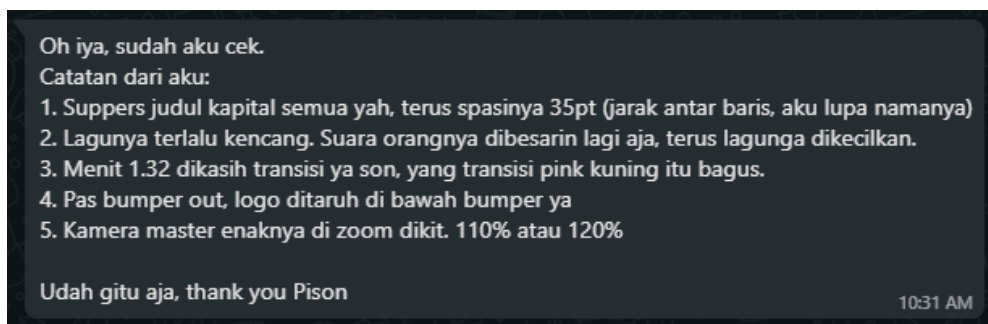 Oh iya, sudah aku cek.
Catatan dari aku:
1. Suppers judul kapital semua yah, terus spasinya 35pt (jarak antar baris, aku lupa namanya)
2. Lagunya terlalu kencang. Suara orangnya dibesarin lagi aja, terus lagunga dikecilkan.
3. Menit 1.32 dikasih transisi ya son, yang transisi pink kuning itu bagus.
4. Pas bumper out, logo ditaruh di bawah bumper ya
5. Kamera master enaknya di zoom dikit. 110% atau 120%
Udah gitu aja, thank you Pison
10:31 AM